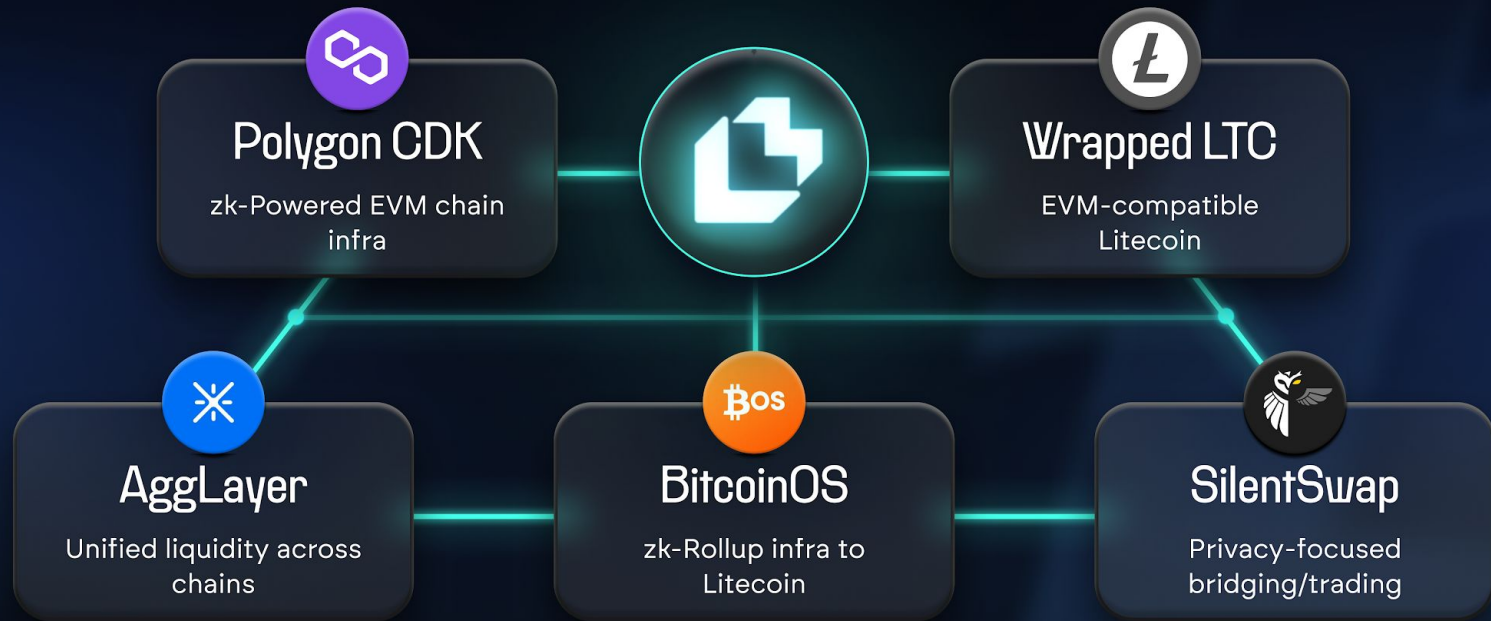 Polygon CDK
zk-Powered EVM chain
infra
Wrapped LTC
EVM-compatible
Litecoin
BOS
AggLayer
Unified liquidity across
chains
BitcoinOS
zk-Rollup infra to
Litecoin
SilentSwap
Privacy-focused
bridging/trading